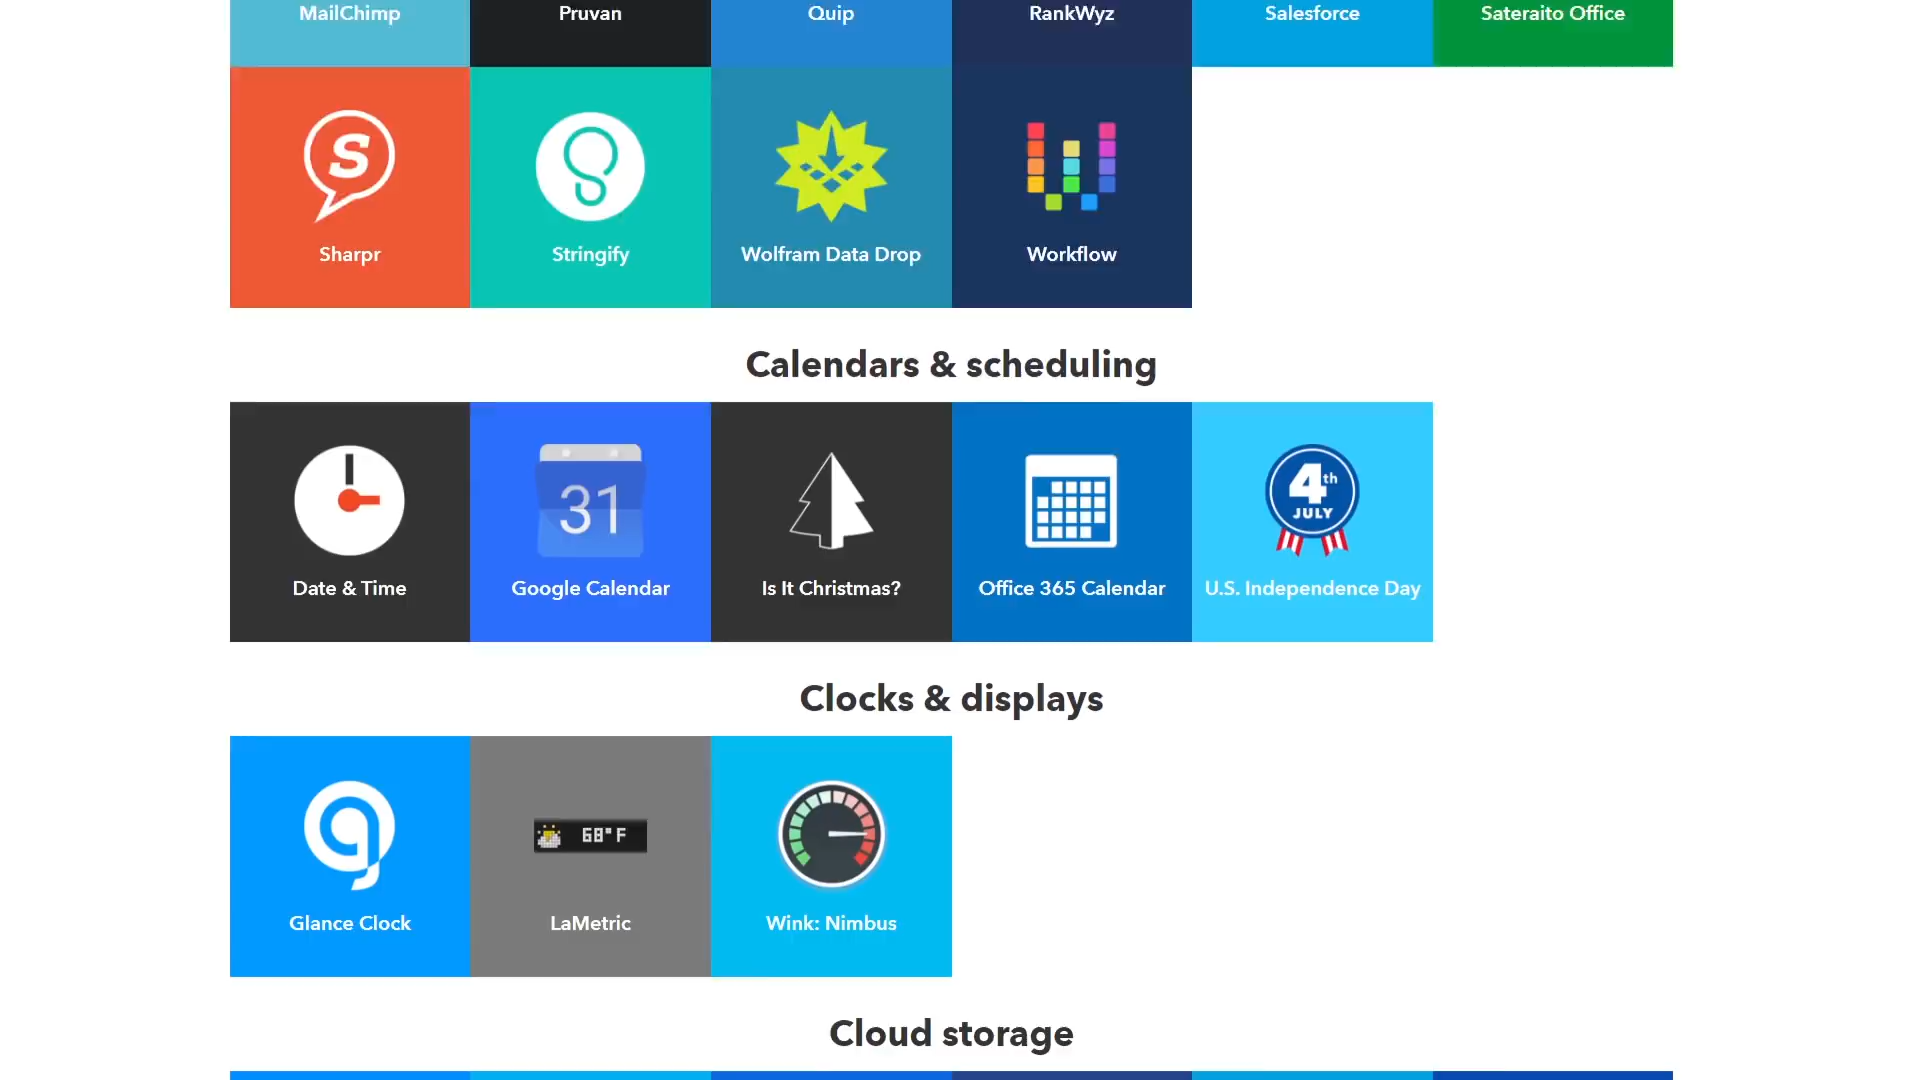 MailChimp
Pruvan
Quip
RankWyz
Salesforce
Sateraito Office
S
Sharpr
Stringify
Wolfram Data Drop
Workflow
Calendars & scheduling
31
4th
JULY
Date & Time
Google Calendar
Is It Christmas?
Office 365 Calendar
U.S. Independence Day
Clocks & displays
68°F
Glance Clock
LaMetric
Wink: Nimbus
Cloud storage